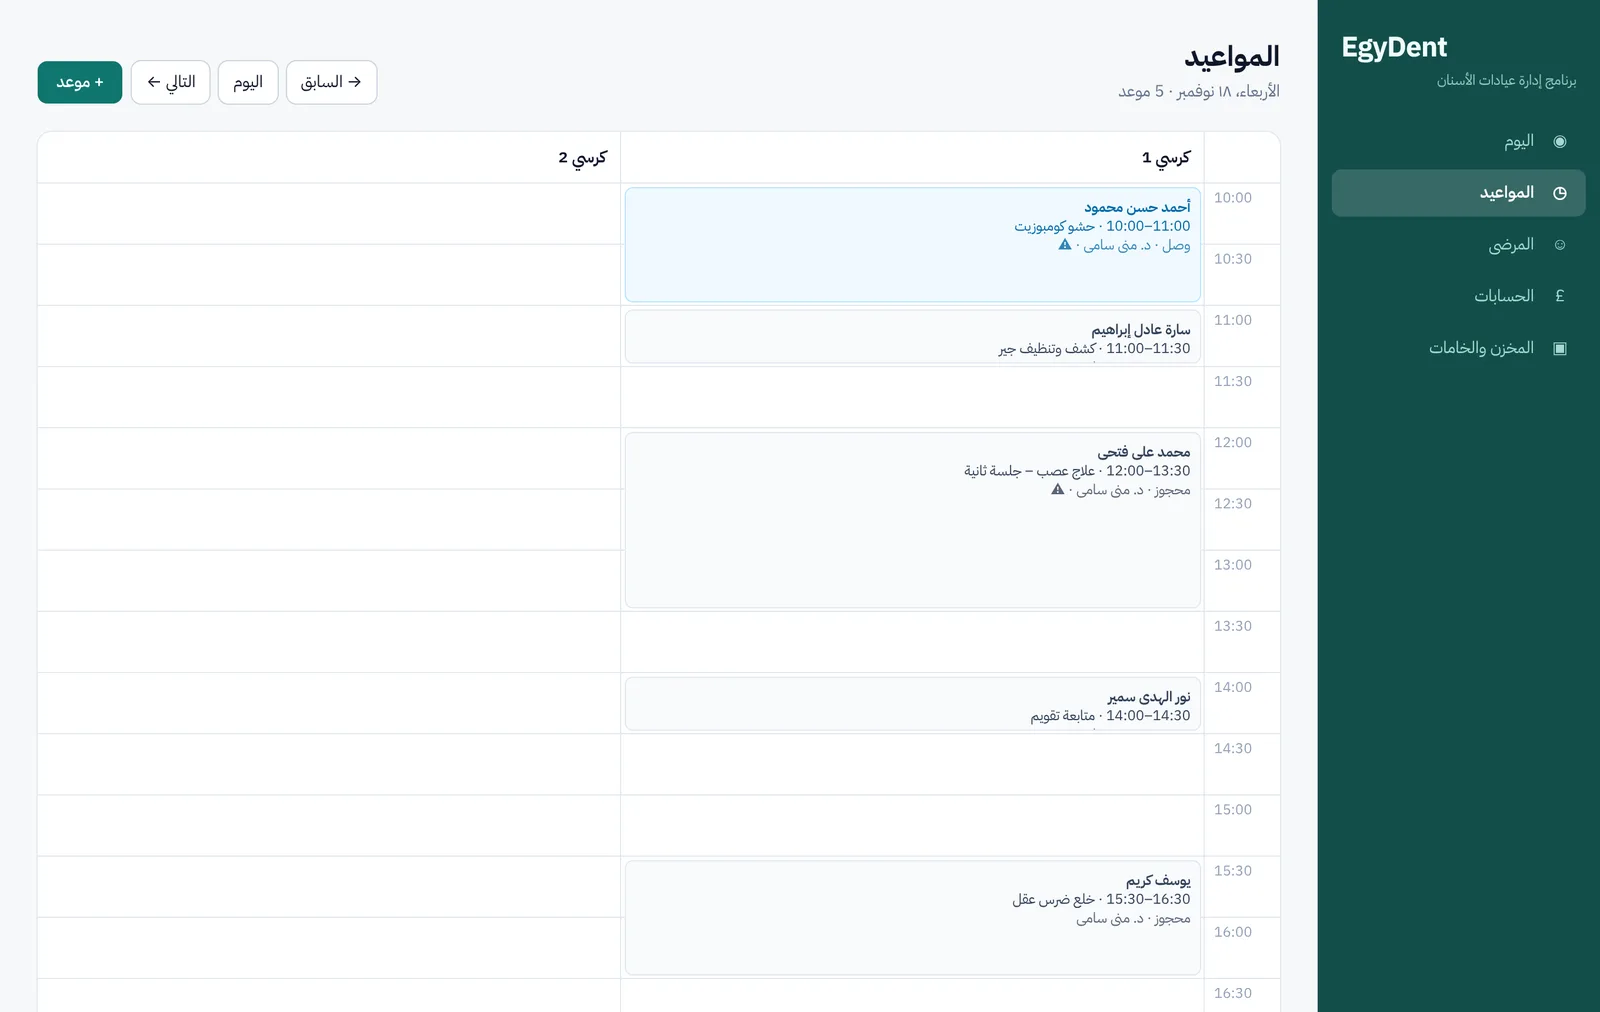 EgyDent
برنامج إدارة عيادات الأسنان
◉ اليوم
◷ المواعيد
☺ المرضى
£ الحسابات
▣ المخزن والخامات
المواعيد
الأربعاء، ١٨ نوفمبر · 5 موعد
→ السابق
اليوم
التالي ←
+ موعد
كرسي 1
كرسي 2
10:00
أحمد حسن محمود
10:00–11:00 · حشو كومبوزيت
وصل · د. منى سامى · ⚠
10:30
11:00
سارة عادل إبراهيم
11:00–11:30 · كشف وتنظيف جير
11:30
12:00
محمد على فتحى
12:00–13:30 · علاج عصب – جلسة ثانية
محجوز · د. منى سامى · ⚠
12:30
13:00
13:30
14:00
نور الهدى سمير
14:00–14:30 · متابعة تقويم
14:30
15:00
15:30
يوسف كريم
15:30–16:30 · خلع ضرس عقل
محجوز · د. منى سامى
16:00
16:30